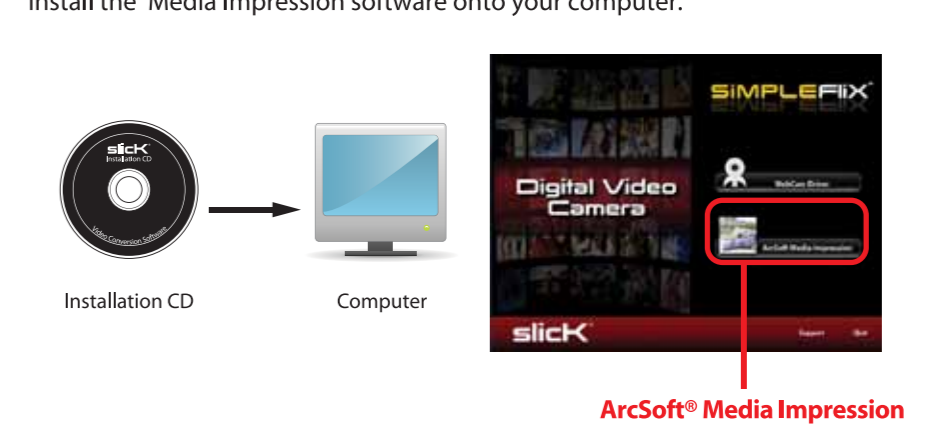 Install the Media Impression software onto your computer.
slicK
Installation CD
Video Conversion Software
Installation CD
Computer
SiMPLEFliX™
Digital Video
Camera
WebCam Driver
ArcSoft Media Impression
slicK
Support
Quit
ArcSoft® Media Impression